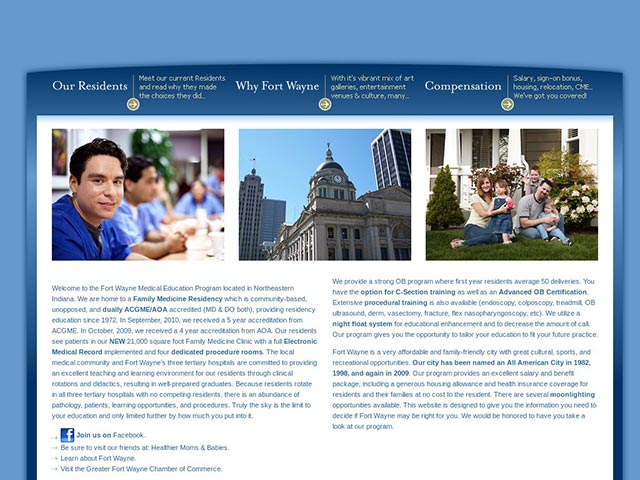 Our Residents
Meet our current Residents
and read why they made
the choices they did...
Why Fort Wayne
With it's vibrant mix of art
galleries, entertainment
venues & culture, many...
Compensation
Salary, sign-on bonus,
housing, relocation, CME..
We've got you covered!
Welcome to the Fort Wayne Medical Education Program located in Northeastern
Indiana. We are home to a Family Medicine Residency which is community-based,
unopposed, and dually ACGME/AOA accredited (MD & DO both), providing residency
education since 1972. In September, 2010, we received a 5 year accreditation from
ACGME. In October, 2009, we received a 4 year accreditation from AOA. Our residents
see patients in our NEW 21,000 square foot Family Medicine Clinic with a full Electronic
Medical Record implemented and four dedicated procedure rooms. The local
medical community and Fort Wayne's three tertiary hospitals are committed to providing
an excellent teaching and learning environment for our residents through clinical
rotations and didactics, resulting in well-prepared graduates. Because residents rotate
in all three tertiary hospitals with no competing residents, there is an abundance of
pathology, patients, learning opportunities, and procedures. Truly the sky is the limit to
your education and only limited further by how much you put into it.
Join us on Facebook.
Be sure to visit our friends at: Healthier Moms & Babies.
Learn about Fort Wayne.
Visit the Greater Fort Wayne Chamber of Commerce.
We provide a strong OB program where first year residents average 50 deliveries. You
have the option for C-Section training as well as an Advanced OB Certification.
Extensive procedural training is also available (endoscopy, colposcopy, treadmill, OB
ultrasound, derm, vasectomy, fracture, flex nasopharyngoscopy, etc). We utilize a
night float system for educational enhancement and to decrease the amount of call.
Our program gives you the opportunity to tailor your education to fit your future practice.
Fort Wayne is a very affordable and family-friendly city with great cultural, sports, and
recreational opportunities. Our city has been named an All American City in 1982,
1998, and again in 2009. Our program provides an excellent salary and benefit
package, including a generous housing allowance and health insurance coverage for
residents and their families at no cost to the resident. There are several moonlighting
opportunities available. This website is designed to give you the information you need to
decide if Fort Wayne may be right for you. We would be honored to have you take a
look at our program.